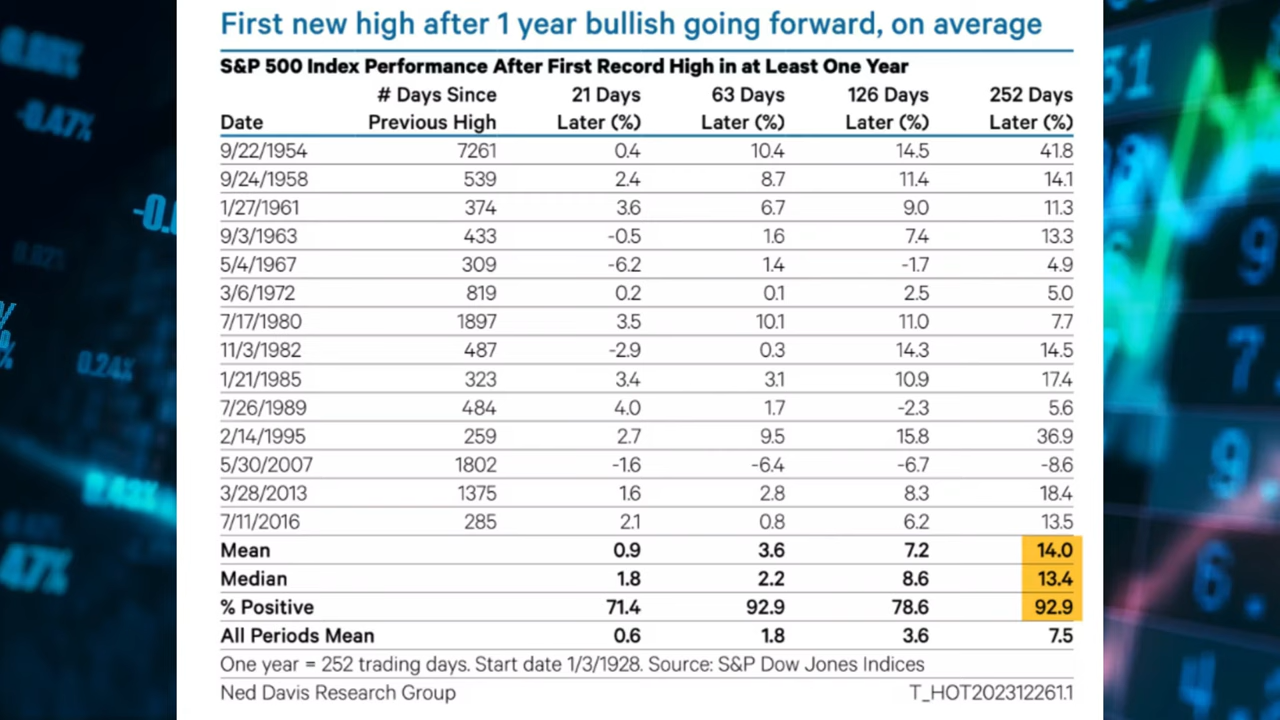 First new high after 1 year bullish going forward, on average
S&P 500 Index Performance After First Record High in at Least One Year
# Days Since 21 Days 63 Days 126 Days 252 Days
Date Previous High Later (%) Later (%) Later (%) Later (%)
9/22/1954 7261 0.4 10.4 14.5 41.8
9/24/1958 539 2.4 8.7 11.4 14.1
1/27/1961 374 3.6 6.7 9.0 11.3
9/3/1963 433 -0.5 1.6 7.4 13.3
5/4/1967 309 -6.2 1.4 -1.7 4.9
3/6/1972 819 0.2 0.1 2.5 5.0
7/17/1980 1897 3.5 10.1 11.0 7.7
11/3/1982 487 -2.9 0.3 14.3 14.5
1/21/1985 323 3.4 3.1 10.9 17.4
7/26/1989 484 4.0 1.7 -2.3 5.6
2/14/1995 259 2.7 9.5 15.8 36.9
5/30/2007 1802 -1.6 -6.4 -6.7 -8.6
3/28/2013 1375 1.6 2.8 8.3 18.4
7/11/2016 285 2.1 0.8 6.2 13.5
Mean 0.9 3.6 7.2 14.0
Median 1.8 2.2 8.6 13.4
% Positive 71.4 92.9 78.6 92.9
All Periods Mean 0.6 1.8 3.6 7.5
One year = 252 trading days. Start date 1/3/1928. Source: S&P Dow Jones Indices
Ned Davis Research Group T_HOT202312261.1
-0.47%
0.24%
31
9
7.
9.
6.
4.